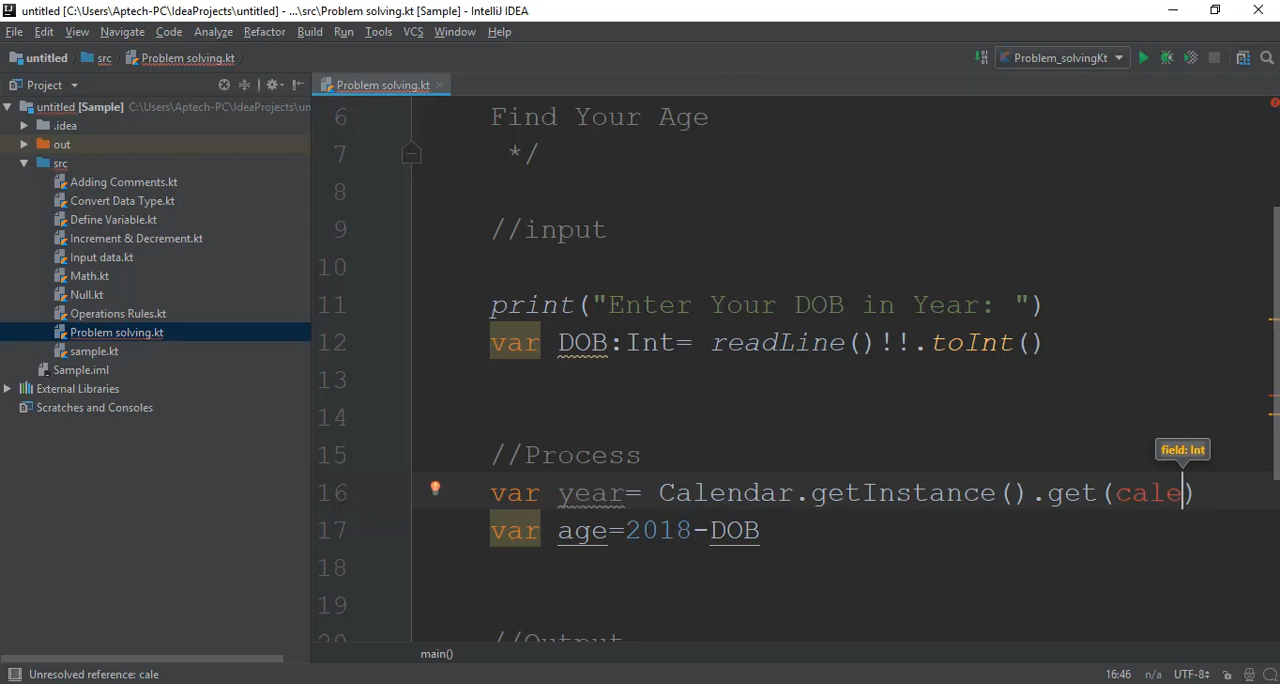 untitled [C:\Users\Aptech-PC\IdeaProjects\untitled] - ...\src\Problem solving.kt [Sample] - IntelliJ IDEA
File Edit View Navigate Code Analyze Refactor Build Run Tools VCS Window Help
untitled src Problem solving.kt Problem_solvingKt
Project Problem solving.kt
untitled [Sample] C:\Users\Aptech-PC\IdeaProjects\un
.idea
out
src
Adding Comments.kt
Convert Data Type.kt
Define Variable.kt
Increment & Decrement.kt
Input data.kt
Math.kt
Null.kt
Operations Rules.kt
Problem solving.kt
sample.kt
Sample.iml
External Libraries
Scratches and Consoles
6 Find Your Age
7 */
8
9 //input
10
11 print("Enter Your DOB in Year: ")
12 var DOB:Int= readLine()!!.toInt()
13
14
15 //Process
field: Int
16 var year= Calendar.getInstance().get(cale)
17 var age=2018-DOB
18
19
20 //Output
main()
Unresolved reference: cale 16:46 n/a UTF-8